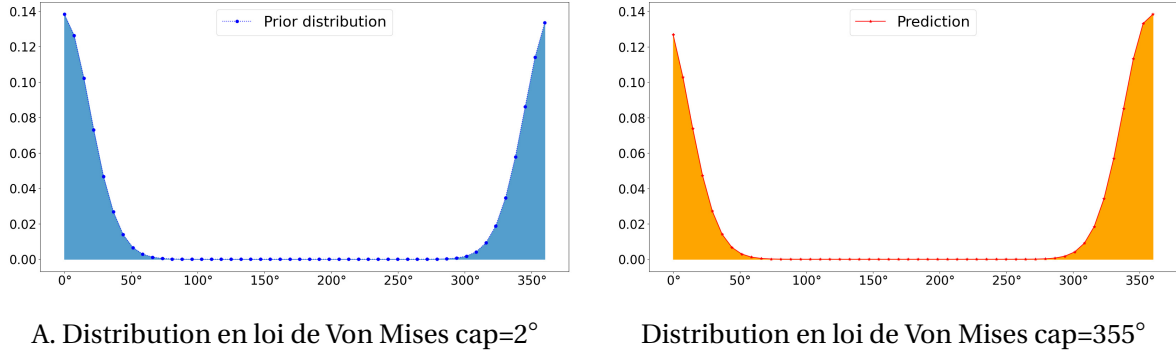 0.14
0.12
0.10
0.08
0.06
0.04
0.02
0.00
0° 50° 100° 150° 200° 250° 300° 350°
Prior distribution
A. Distribution en loi de Von Mises cap=2°
0.14
0.12
0.10
0.08
0.06
0.04
0.02
0.00
0° 50° 100° 150° 200° 250° 300° 350°
Prediction
Distribution en loi de Von Mises cap=355°